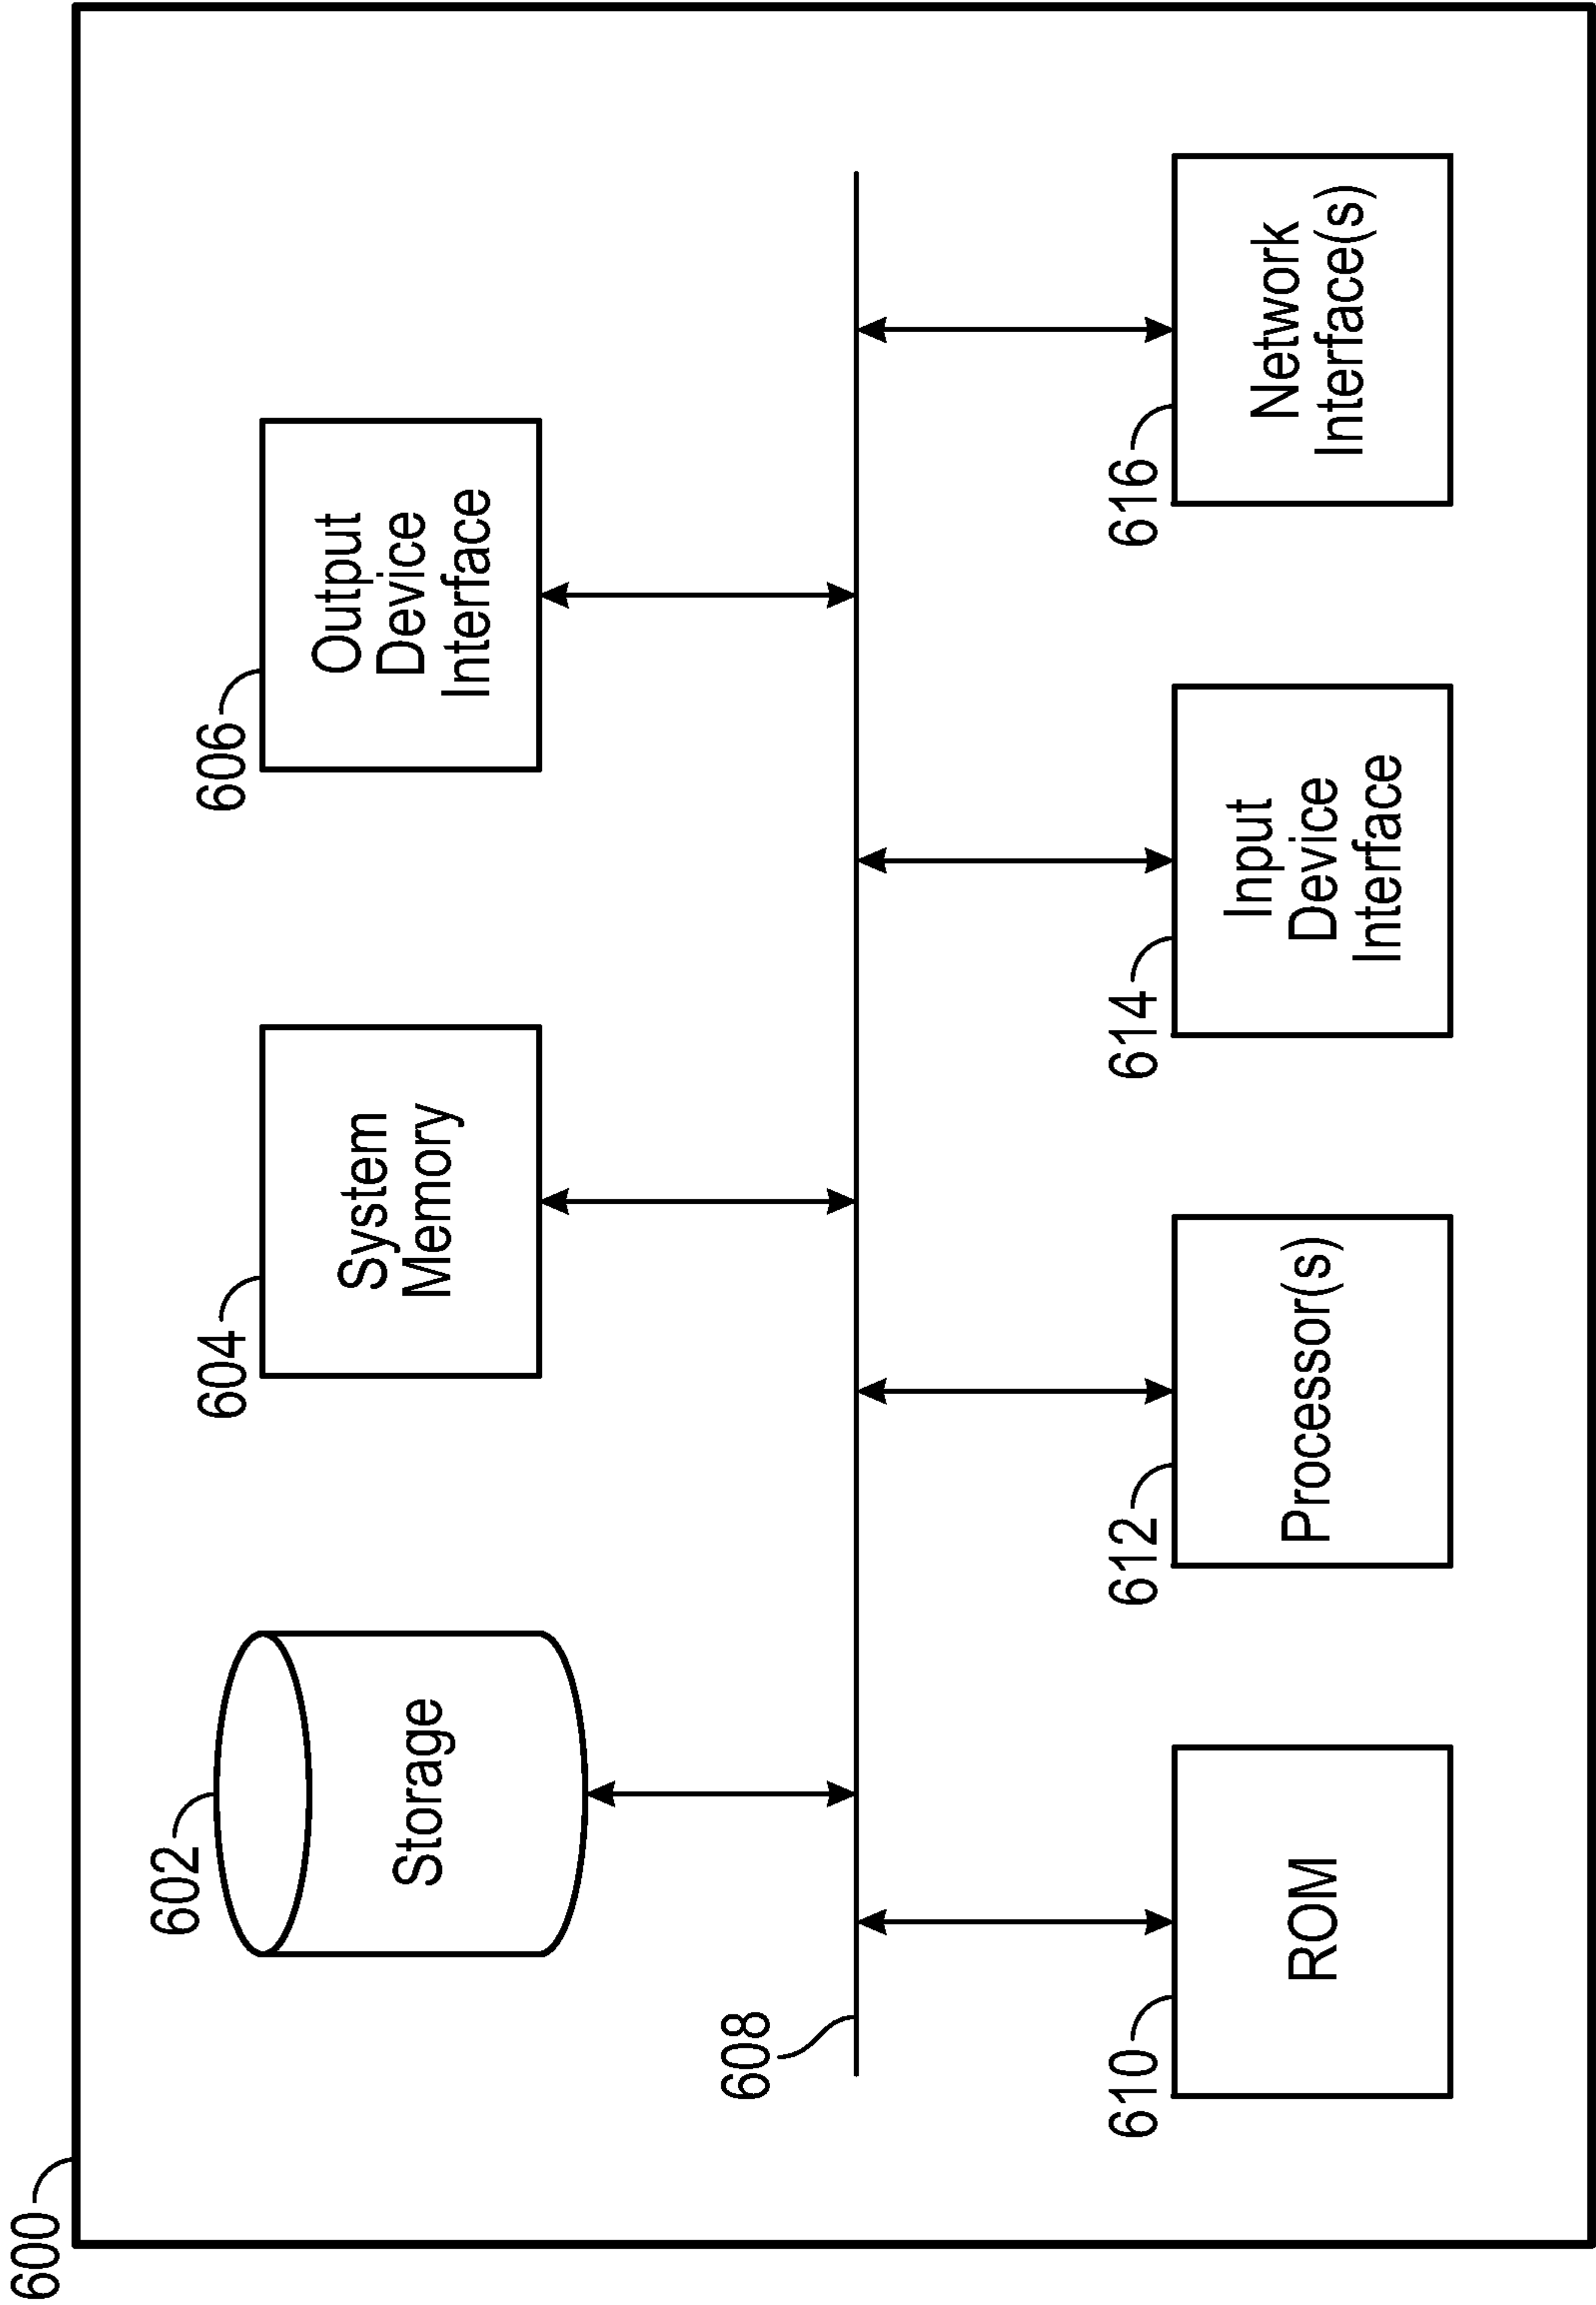 600
602
Storage
604
System
Memory
606
Output
Device
Interface
608
610
ROM
612
Processor(s)
614
Input
Device
Interface
616
Network
Interface(s)